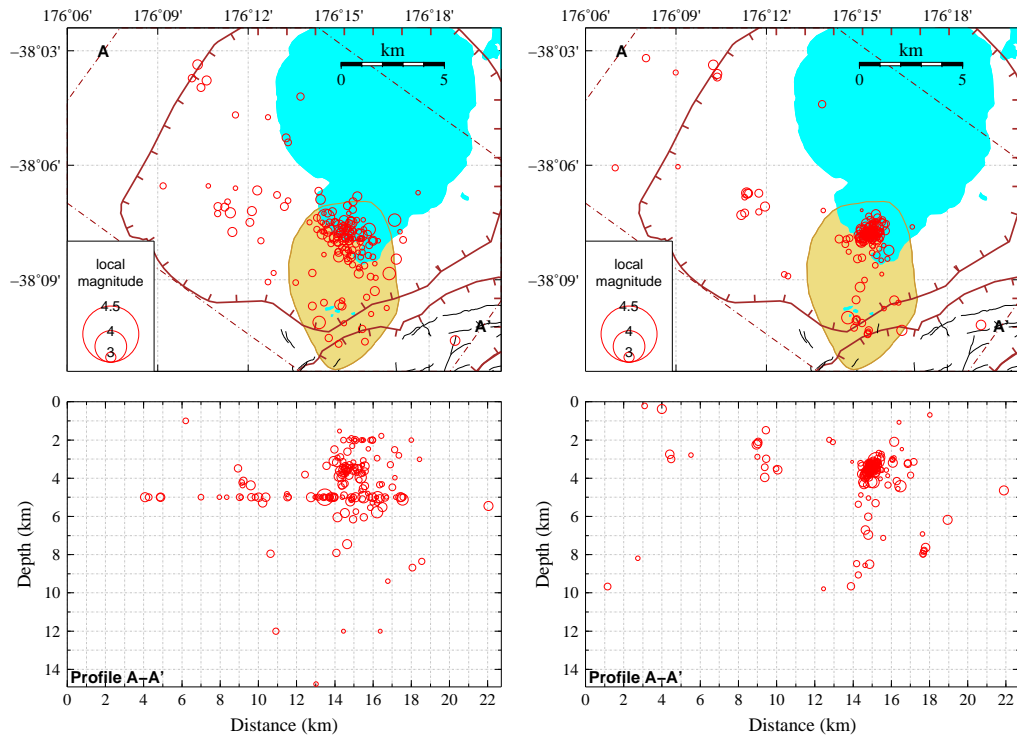 176˚06' 176˚09' 176˚12' 176˚15' 176˚18' 176˚06' 176˚09' 176˚12' 176˚15' 176˚18'
−38˚03' A km −38˚03' A km
0 5 0 5
−38˚06' −38˚06'
−38˚09' −38˚09'
local magnitude local magnitude
4.5 4.5
4 4
3 3
A' A'
0 0
2 2
4 4
6 6
8 8
10 10
12 12
14 14
Depth (km) Depth (km)
Profile A−A' Profile A−A'
0 2 4 6 8 10 12 14 16 18 20 22 0 2 4 6 8 10 12 14 16 18 20 22
Distance (km) Distance (km)